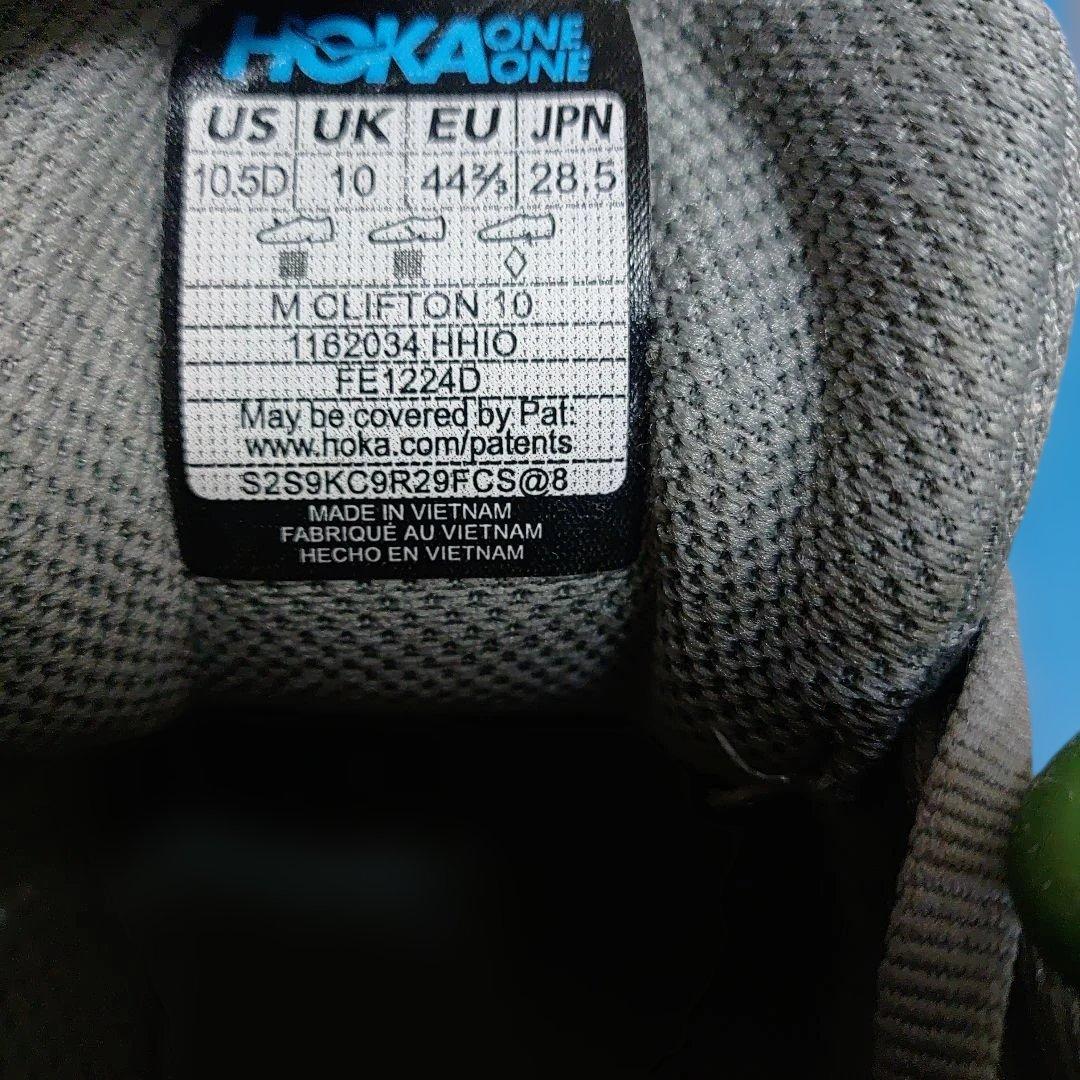 HOKA ONE ONE
US UK EU JPN
10.5D 10 44⅔ 28.5
M CLIFTON 10
1162034 HHIO
FE1224D
May be covered by Pat:
www.hoka.com/patents
S2S9KC9R29FCS@8
MADE IN VIETNAM
FABRIQUÉ AU VIETNAM
HECHO EN VIETNAM